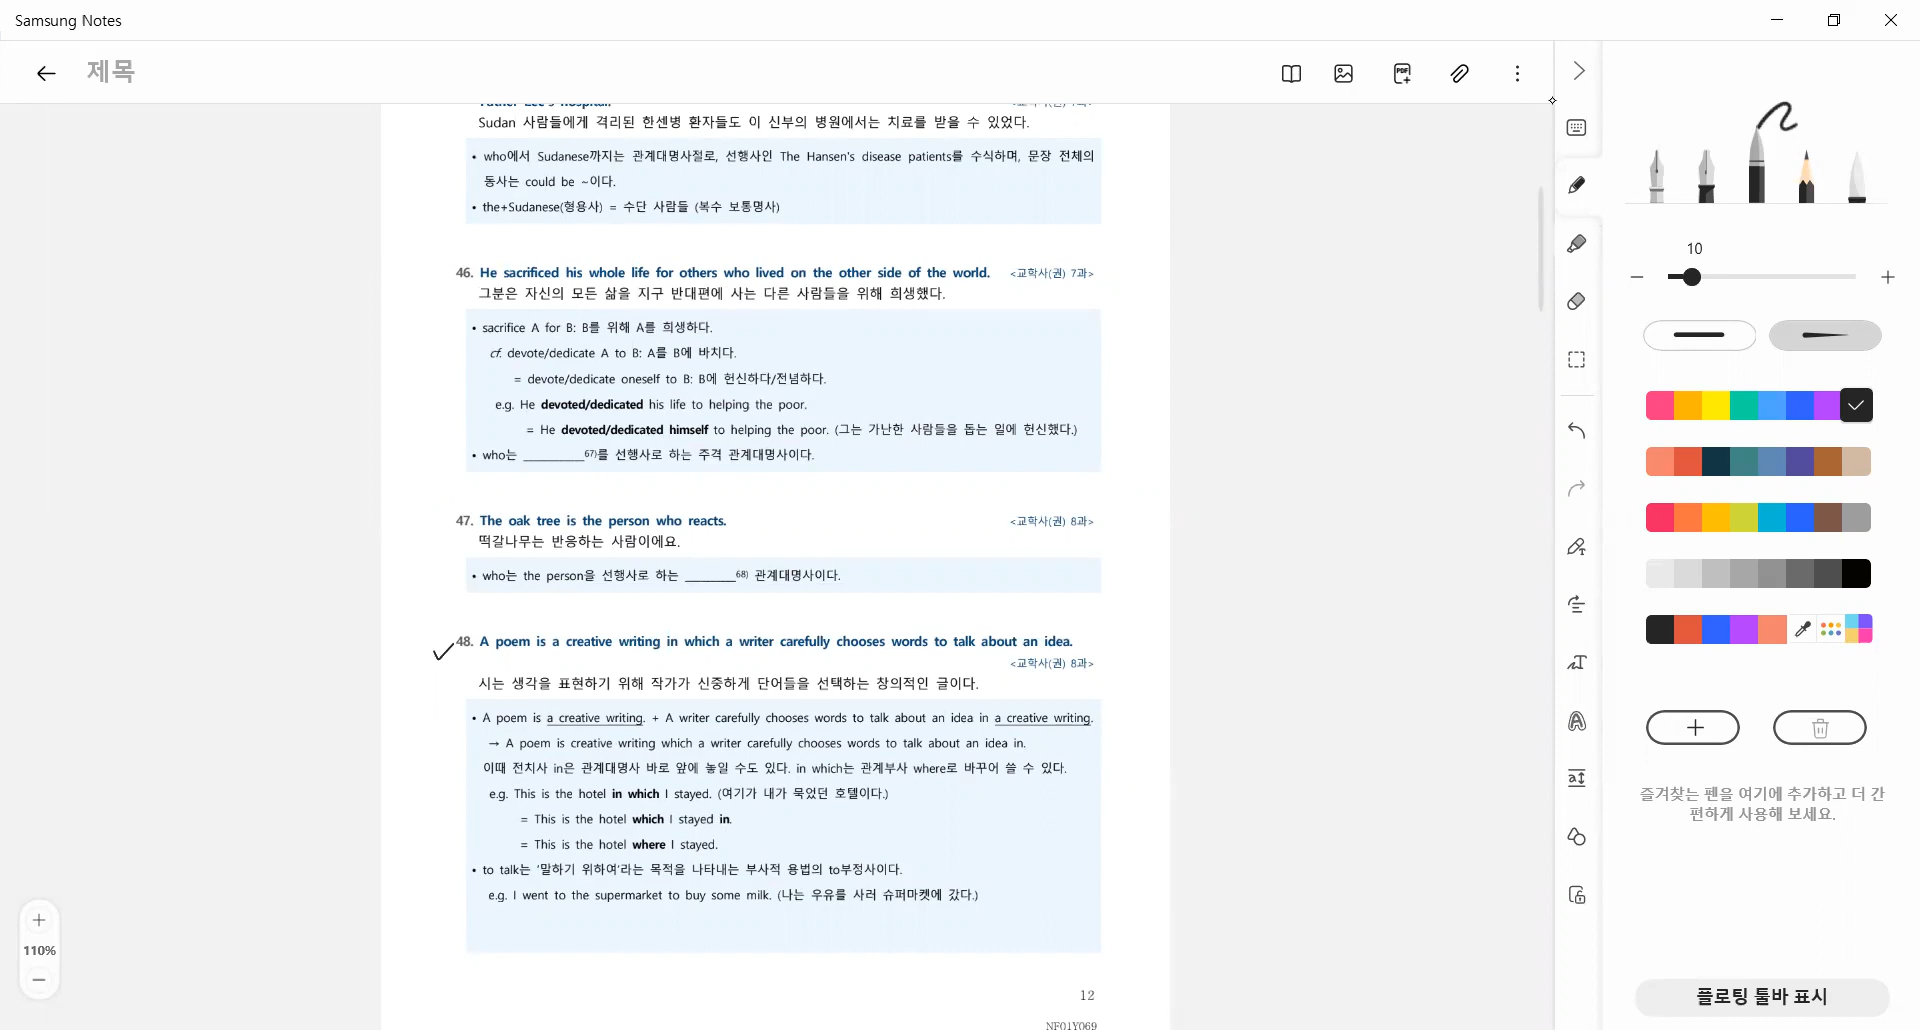 Samsung Notes
제목
Sudan 사람들에게 격리된 한센병 환자들도 이 신부의 병원에서는 치료를 받을 수 있었다.
• who에서 Sudanese까지는 관계대명사절로, 선행사인 The Hansen's disease patients를 수식하며, 문장 전체의
동사는 could be ~이다.
• the+Sudanese(형용사) = 수단 사람들 (복수 보통명사)
46. He sacrificed his whole life for others who lived on the other side of the world. <교학사(권) 7과>
그분은 자신의 모든 삶을 지구 반대편에 사는 다른 사람들을 위해 희생했다.
• sacrifice A for B: B를 위해 A를 희생하다.
cf. devote/dedicate A to B: A를 B에 바치다.
= devote/dedicate oneself to B: B에 헌신하다/전념하다.
e.g. He devoted/dedicated his life to helping the poor.
= He devoted/dedicated himself to helping the poor. (그는 가난한 사람들을 돕는 일에 헌신했다.)
• who는 __________67)를 선행사로 하는 주격 관계대명사이다.
47. The oak tree is the person who reacts. <교학사(권) 8과>
떡갈나무는 반응하는 사람이에요.
• who는 the person을 선행사로 하는 ________68) 관계대명사이다.
48. A poem is a creative writing in which a writer carefully chooses words to talk about an idea.
<교학사(권) 8과>
시는 생각을 표현하기 위해 작가가 신중하게 단어들을 선택하는 창의적인 글이다.
• A poem is a creative writing. + A writer carefully chooses words to talk about an idea in a creative writing.
→ A poem is creative writing which a writer carefully chooses words to talk about an idea in.
이때 전치사 in은 관계대명사 바로 앞에 놓일 수도 있다. in which는 관계부사 where로 바꾸어 쓸 수 있다.
e.g. This is the hotel in which I stayed. (여기가 내가 묵었던 호텔이다.)
= This is the hotel which I stayed in.
= This is the hotel where I stayed.
• to talk는 '말하기 위하여'라는 목적을 나타내는 부사적 용법의 to부정사이다.
e.g. I went to the supermarket to buy some milk. (나는 우유를 사러 슈퍼마켓에 갔다.)
12
NF01Y069
110%
10
즐겨찾는 펜을 여기에 추가하고 더 간
편하게 사용해 보세요.
플로팅 툴바 표시